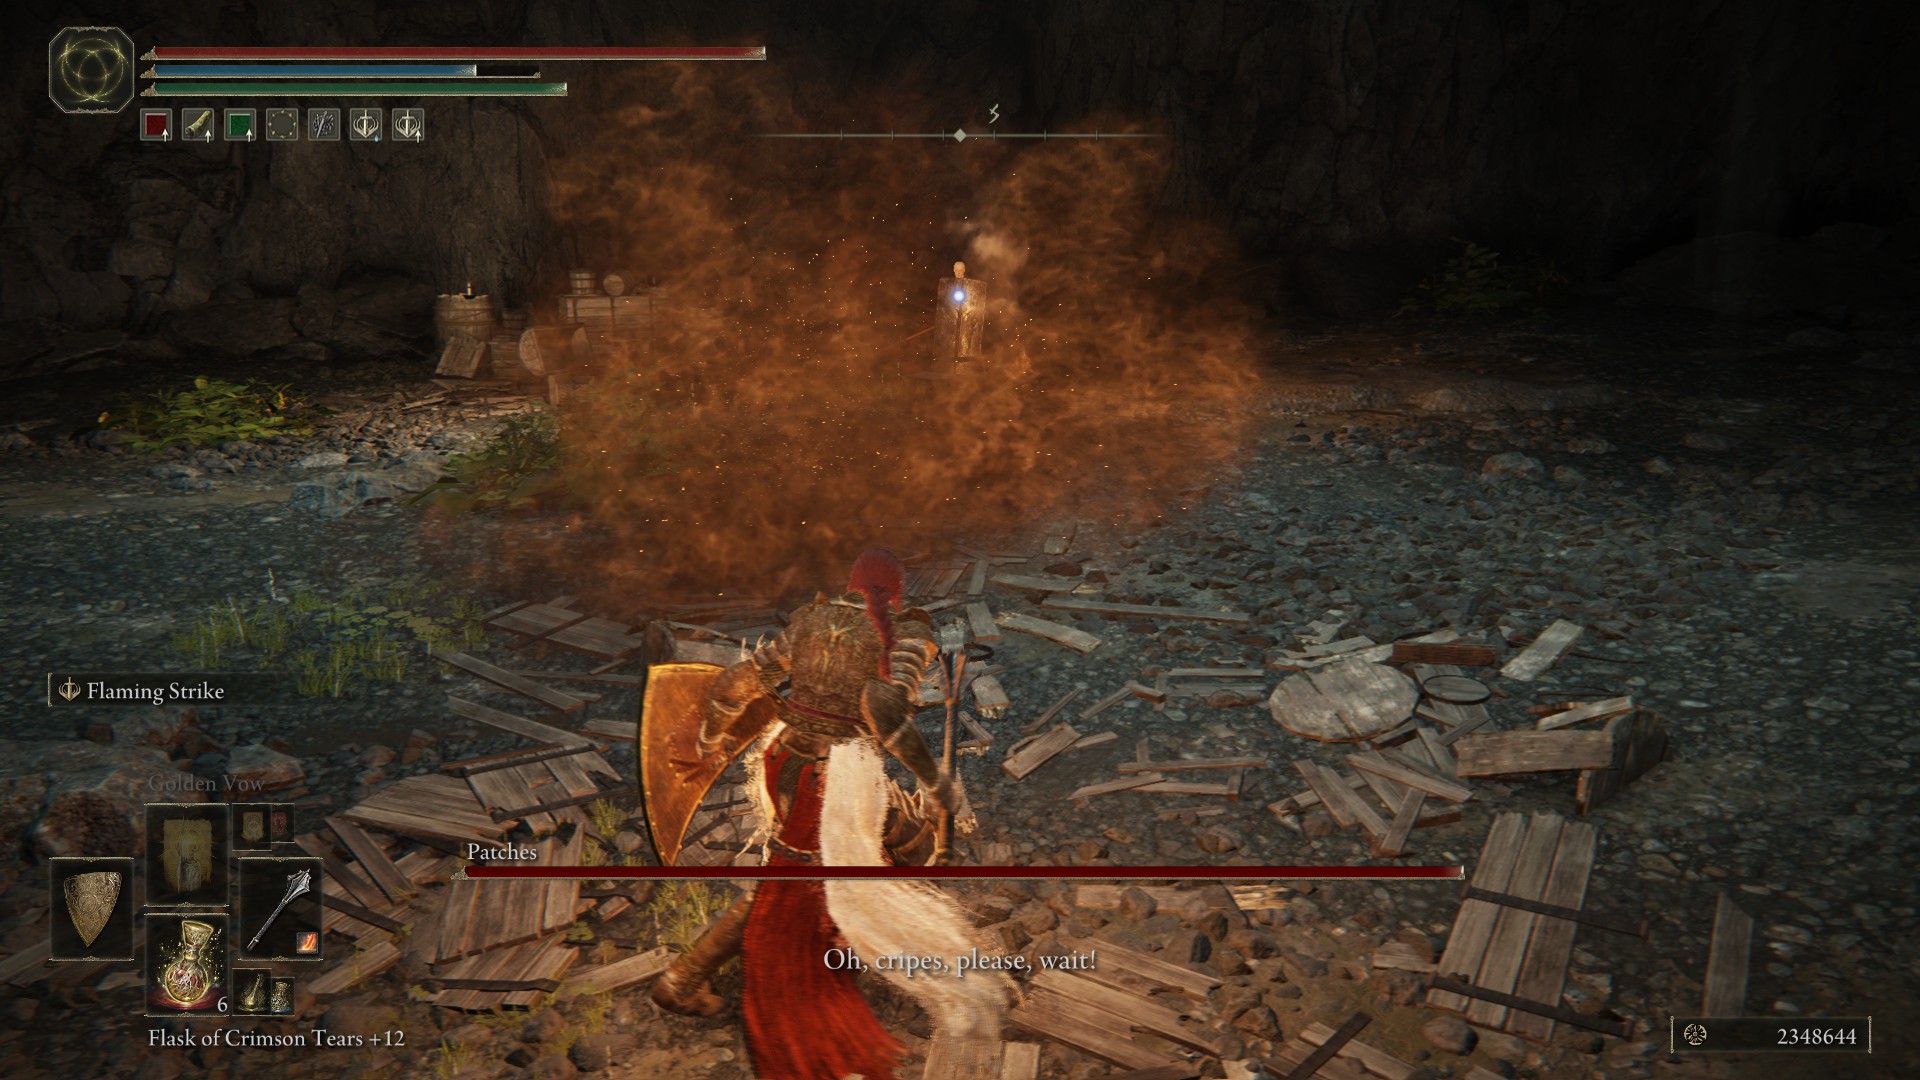 S
Flaming Strike
Golden Vow
Patches
Oh, cripes, please, wait!
6
Flask of Crimson Tears +12
2348644